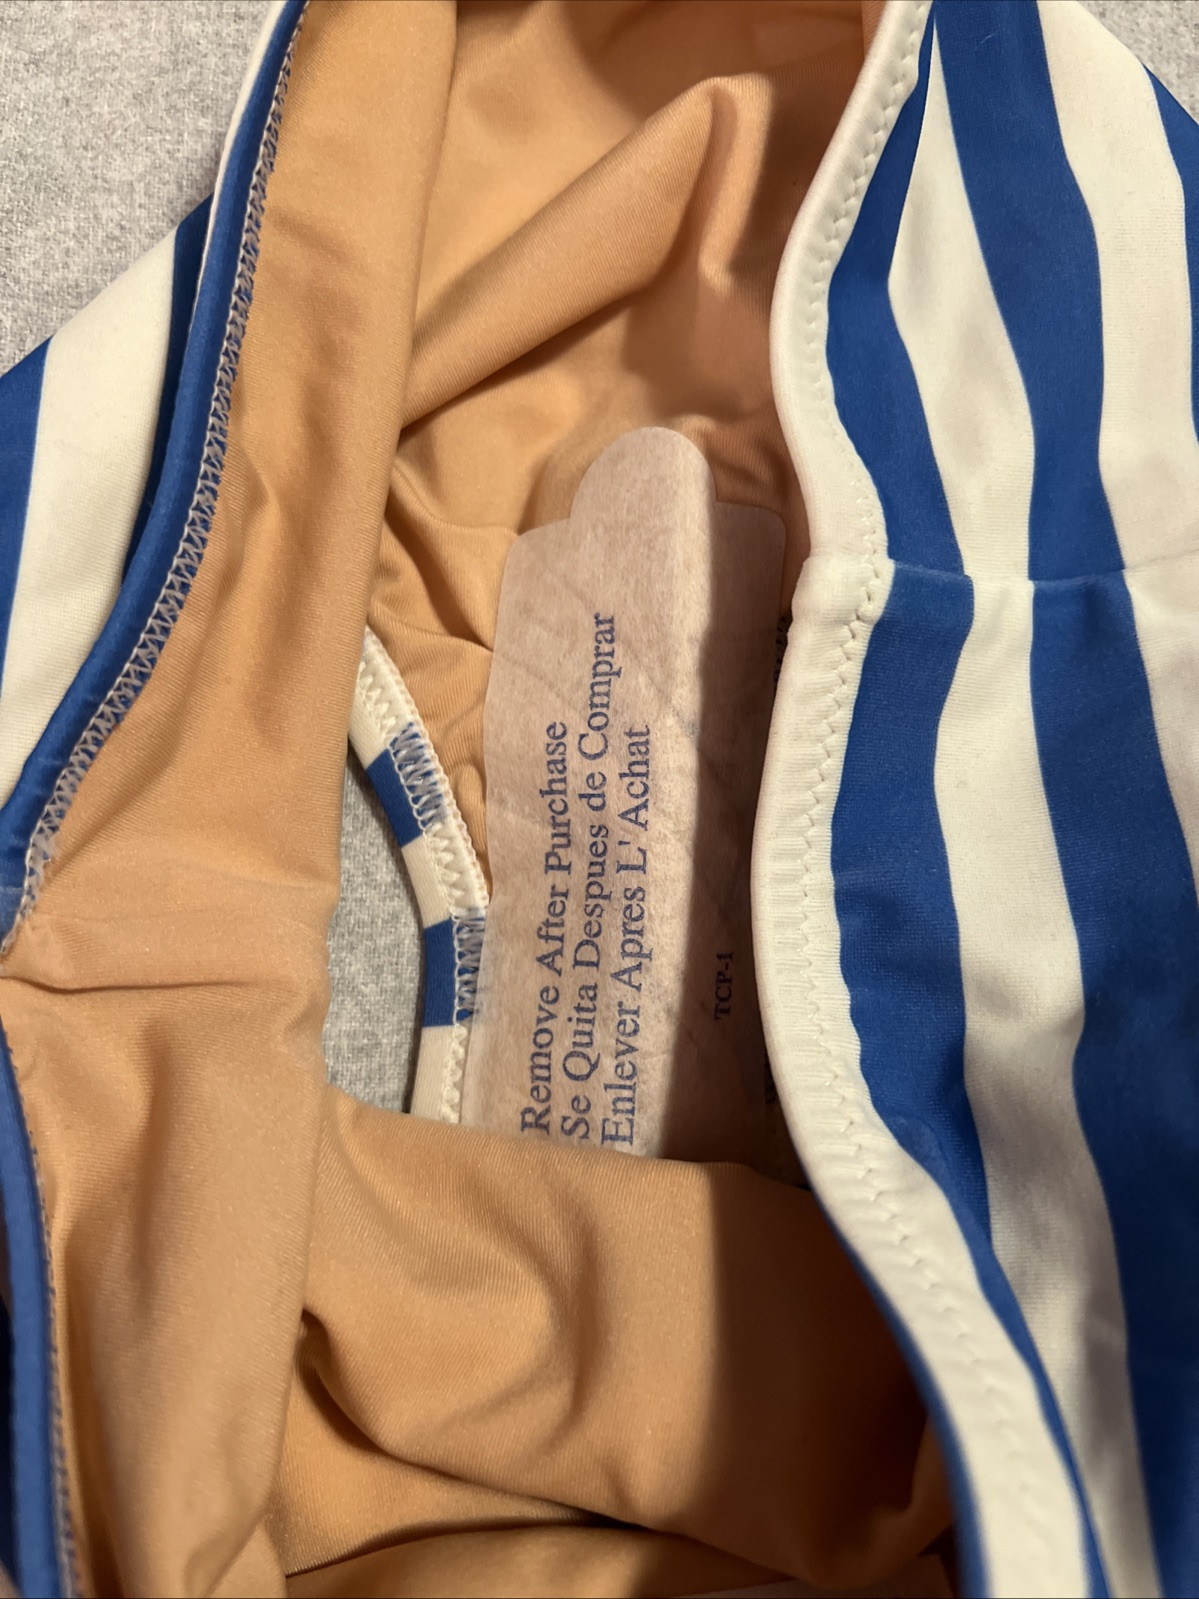 Remove After Purchase
Se Quita Despues de Comprar
Enlever Apres L' Achat
TCP-1